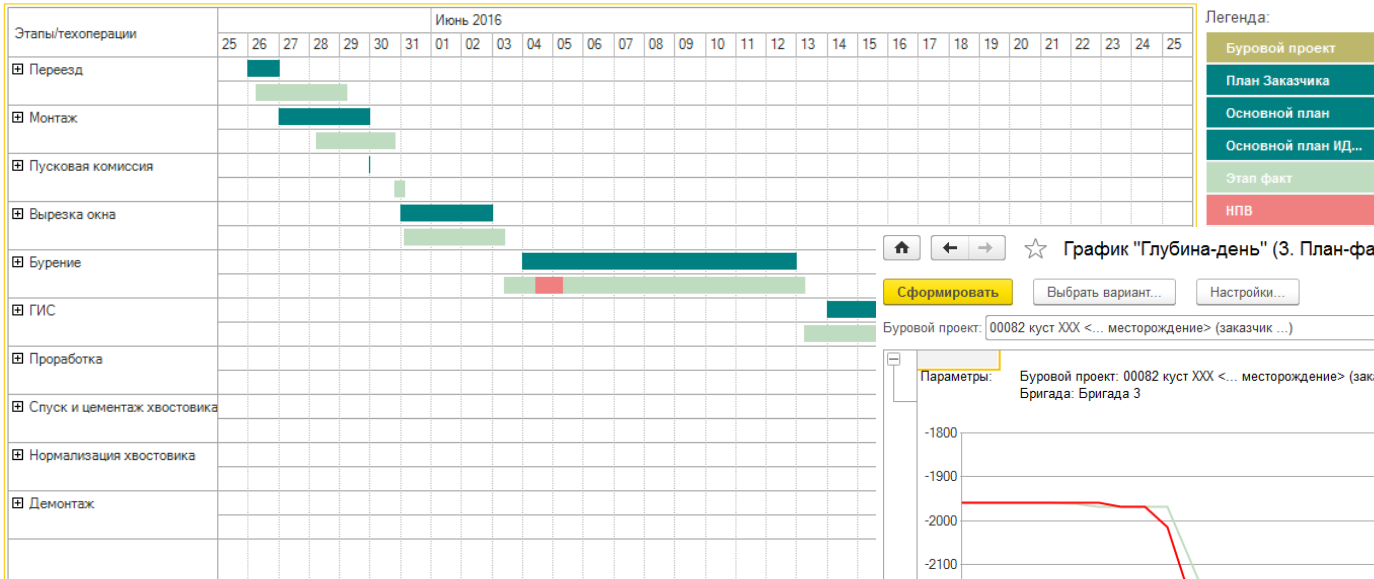 Этапы/техоперации
Июнь 2016
25 26 27 28 29 30 31 01 02 03 04 05 06 07 08 09 10 11 12 13 14 15 16 17 18 19 20 21 22 23 24 25
Переезд
Монтаж
Пусковая комиссия
Вырезка окна
Бурение
ГИС
Проработка
Спуск и цементаж хвостовика
Нормализация хвостовика
Демонтаж
Легенда:
Буровой проект
План Заказчика
Основной план
Основной план ИД...
Этап факт
НПВ
График "Глубина-день" (3. План-фа
Сформировать Выбрать вариант... Настройки...
Буровой проект: 00082 куст XXX <... месторождение> (заказчик ...)
Параметры: Буровой проект: 00082 куст XXX <... месторождение> (зак
Бригада: Бригада 3
-1800
-1900
-2000
-2100